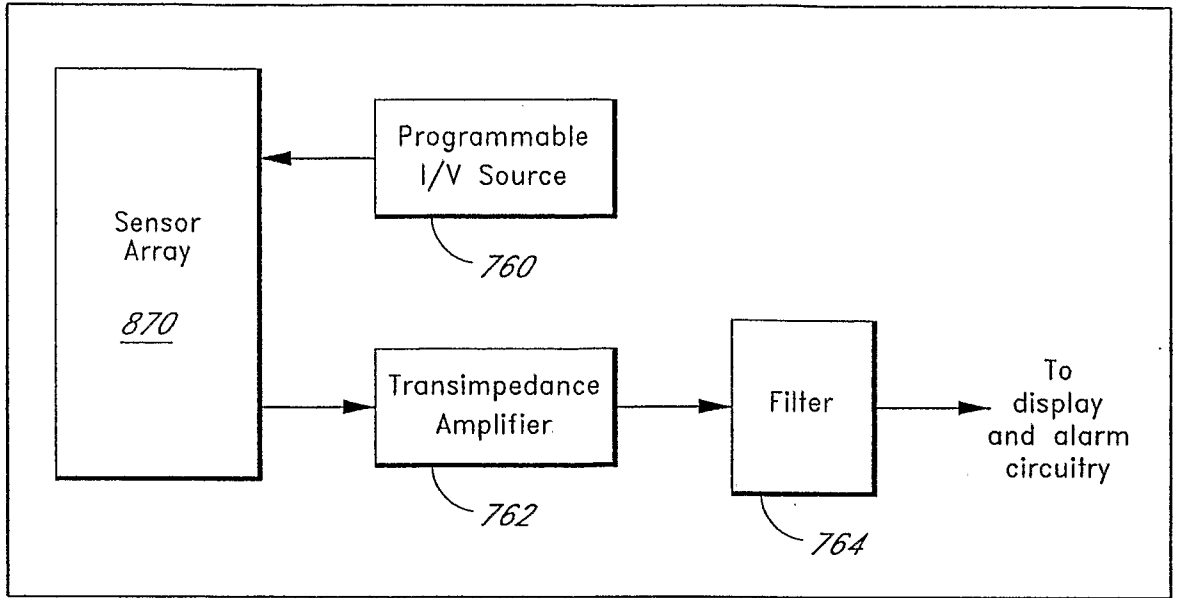 Sensor
Array
870
Programmable
I/V Source
760
Transimpedance
Amplifier
762
Filter
764
To
display
and alarm
circuitry